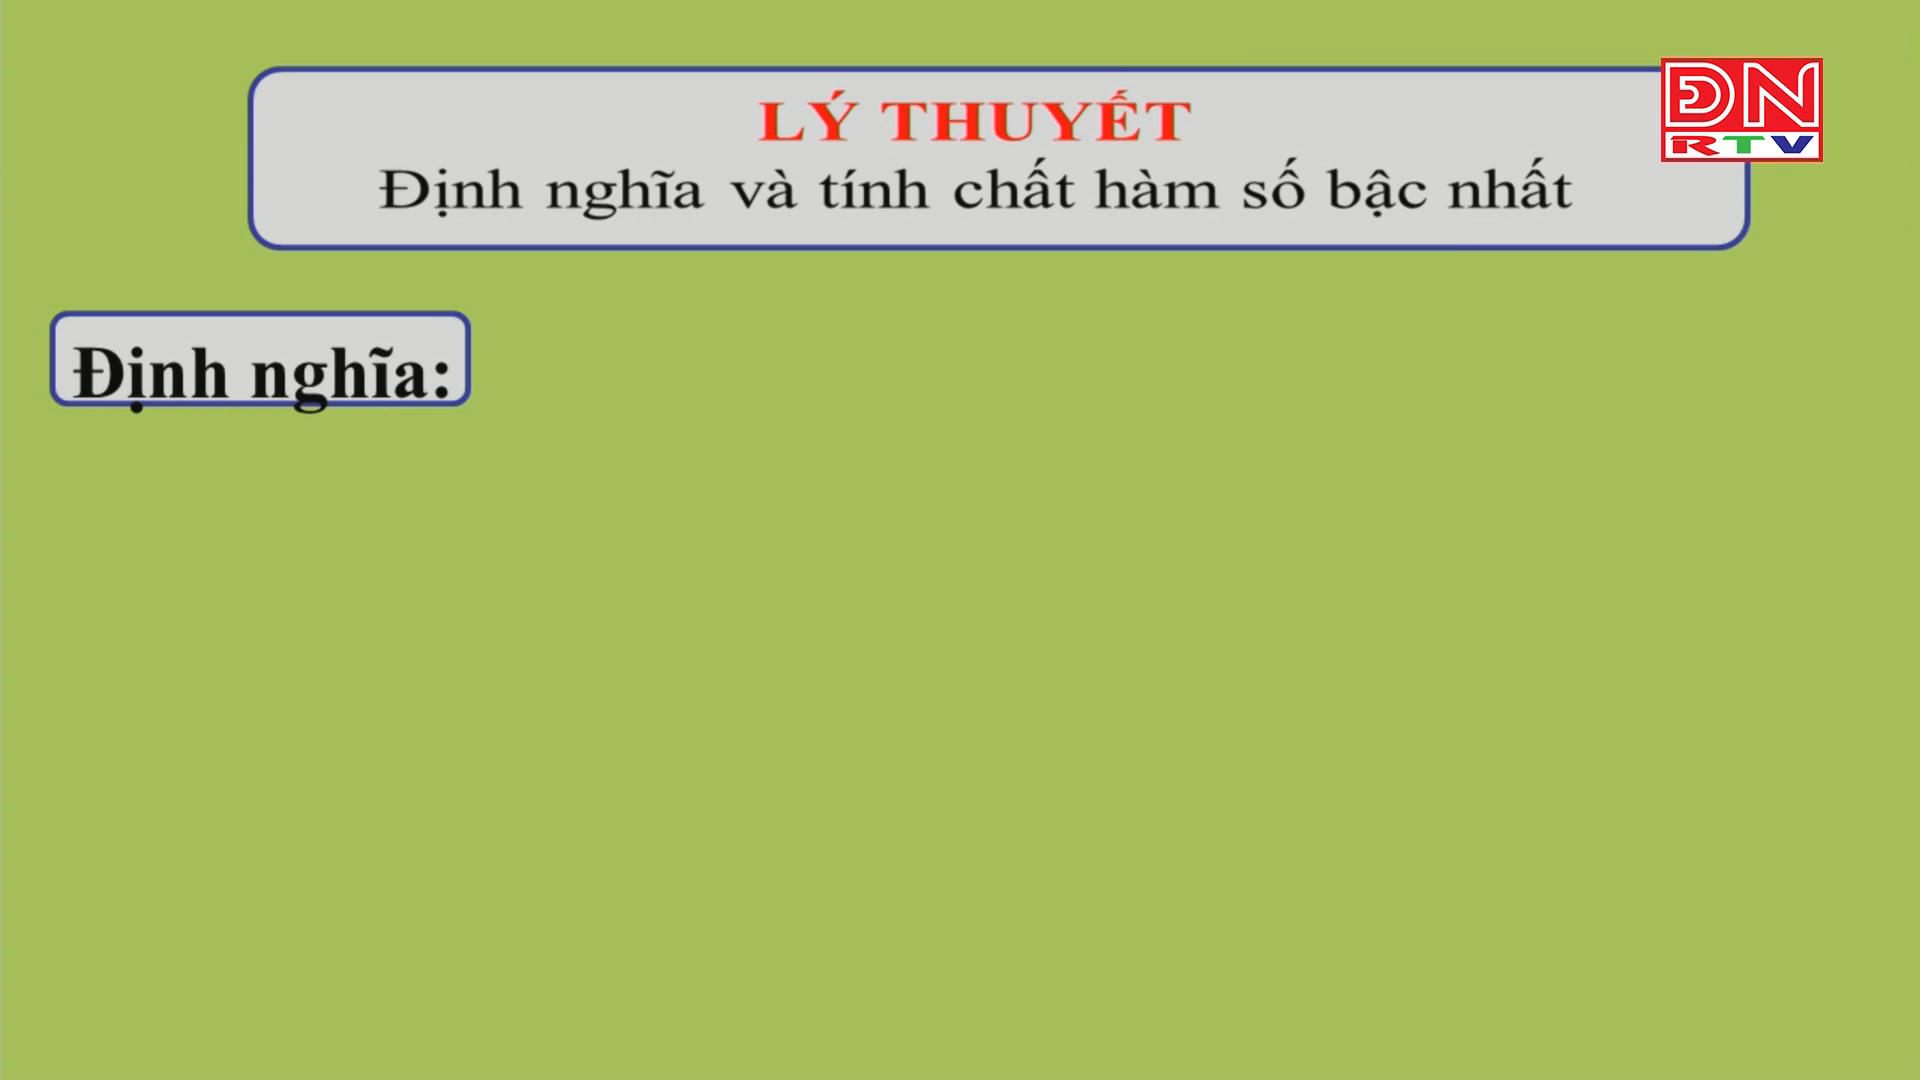 LÝ THUYẾT
Định nghĩa và tính chất hàm số bậc nhất
ĐN
RTV
Định nghĩa: